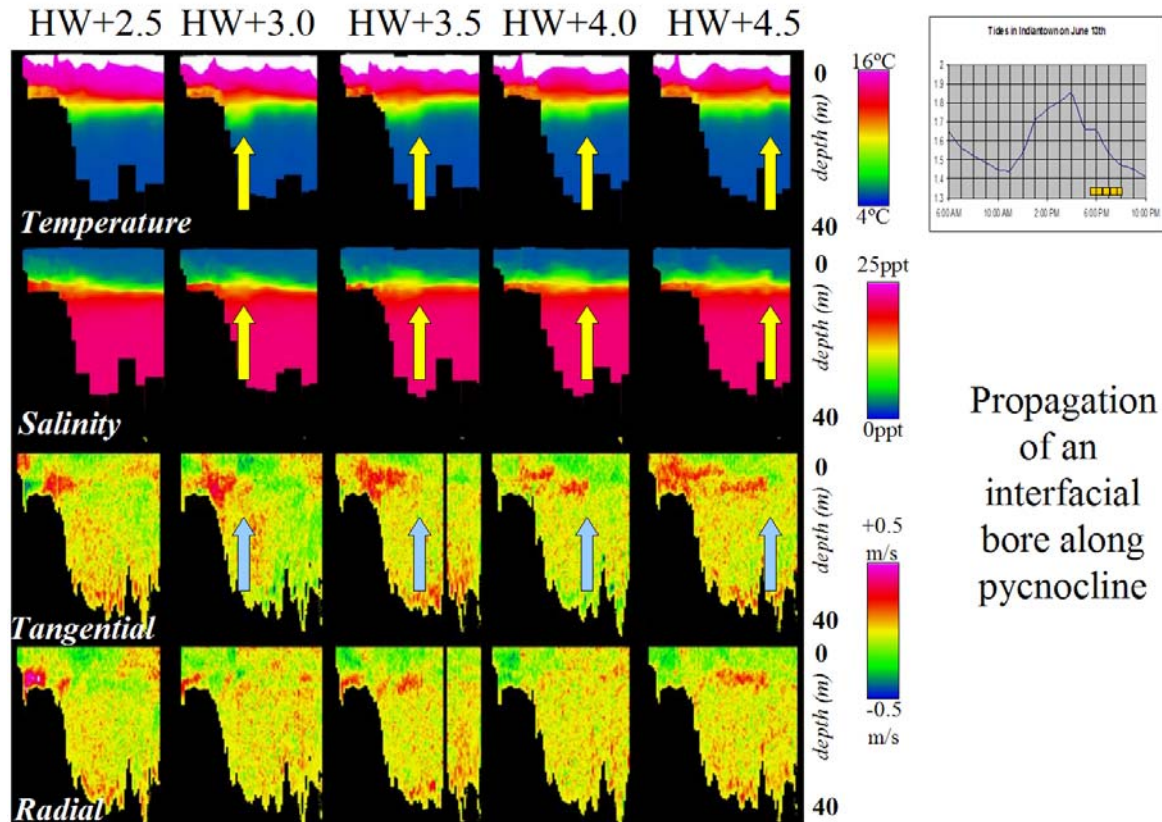 HW+2.5 HW+3.0 HW+3.5 HW+4.0 HW+4.5
Temperature
0
depth (m)
40
16°C
4°C
Salinity
0
depth (m)
40
25ppt
0ppt
Tangential
0
depth (m)
40
Radial
0
depth (m)
40
+0.5
m/s
-0.5
m/s
Tides in Indiantown on June 13th
2
1.9
1.8
1.7
1.6
1.5
1.4
1.3
6:00 AM 10:00 AM 2:00 PM 6:00 PM 10:00 PM
Propagation
of an
interfacial
bore along
pycnocline